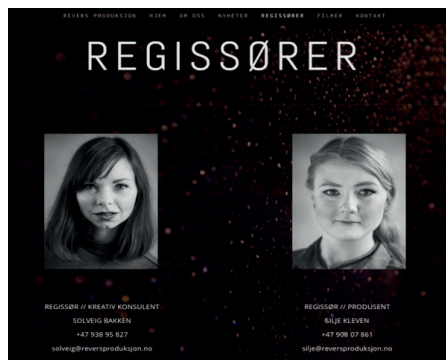 REVERS PRODUKSJON HJEM OM OSS NYHETER REGISSØRER FILMER KONTAKT
REGISSØRER
REGISSØR // KREATIV KONSULENT
SOLVEIG BAKKEN
+47 938 95 827
solveig@reversproduksjon.no
REGISSØR // PRODUSENT
SILJE KLEVEN
+47 908 07 861
silje@reversproduksjon.no